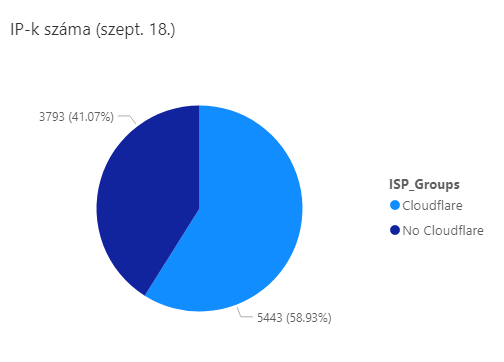 IP-k száma (szept. 18.)
3793 (41.07%)
ISP_Groups
Cloudflare
No Cloudflare
5443 (58.93%)